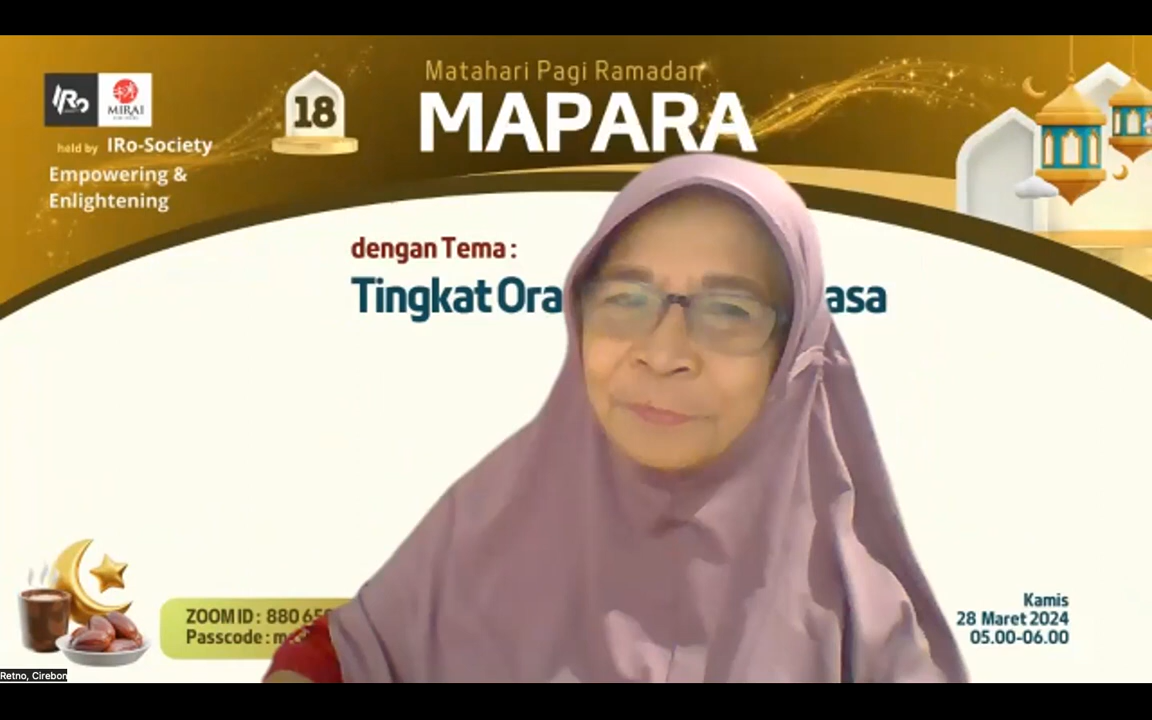 Matahari Pagi Ramadan
MAPARA
18
IRo
MIRAI
held by IRo-Society
Empowering &
Enlightening
dengan Tema :
Tingkat Ora asa
ZOOM ID : 880 65
Passcode : m
Kamis
28 Maret 2024
05.00-06.00
Retno, Cirebon